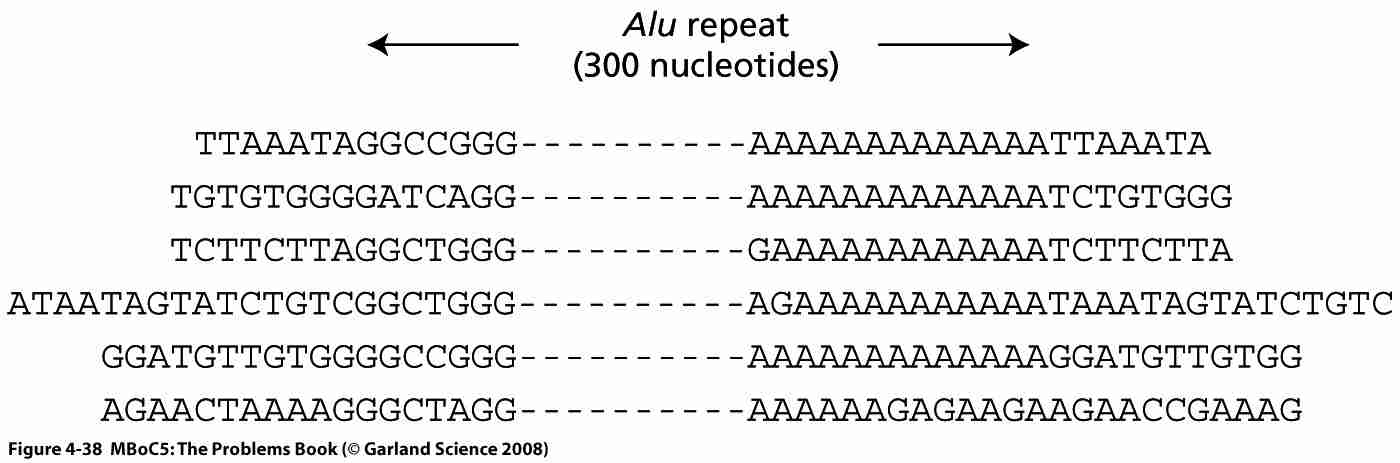 Alu repeat
(300 nucleotides)
TTAAATAGGCCGGG----------AAAAAAAAAAAAATTAAATA
TGTGTGGGGATCAGG----------AAAAAAAAAAAAATCTGTGGG
TCTTCTTAGGCTGGG----------GAAAAAAAAAAAATCTTCTTA
ATAATAGTATCTGTCGGCTGGG----------AGAAAAAAAAAAATAAATAGTATCTGTC
GGATGTTGTGGGGCCGGG----------AAAAAAAAAAAAAGGATGTTGTGG
AGAACTAAAAGGGCTAGG----------AAAAAAGAGAAGAAGAACCGAAAG
Figure 4-38 MBoC5: The Problems Book (© Garland Science 2008)